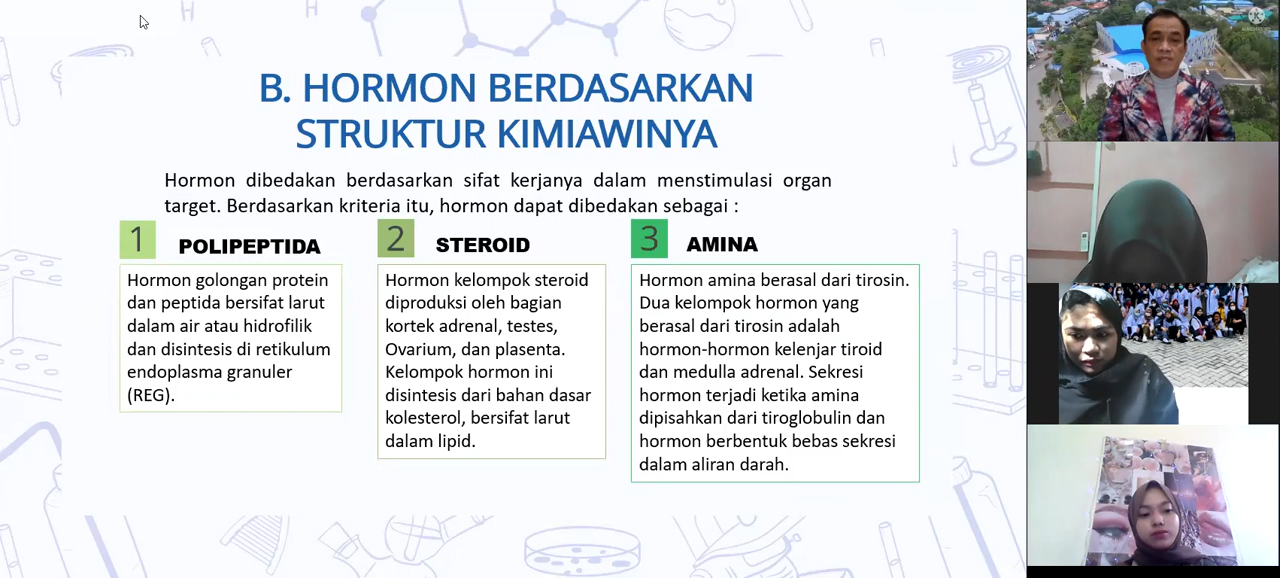 B. HORMON BERDASARKAN
STRUKTUR KIMIAWINYA
Hormon dibedakan berdasarkan sifat kerjanya dalam menstimulasi organ
target. Berdasarkan kriteria itu, hormon dapat dibedakan sebagai :
1 POLIPEPTIDA
Hormon golongan protein
dan peptida bersifat larut
dalam air atau hidrofilik
dan disintesis di retikulum
endoplasma granuler
(REG).
2 STEROID
Hormon kelempok steroid
diproduksi oleh bagian
kortek adrenal, testes,
Ovarium, dan plasenta.
Kelempok hormon ini
disintesis dari bahan dasar
kolesterol, bersifat larut
dalam lipid.
3 AMINA
Hormon amina berasal dari tirosin.
Dua kelempok hormon yang
berasal dari tirosin adalah
hormon-hormon kelenjar tiroid
dan medulla adrenal. Sekresi
hormon terjadi ketika amina
dipisahkan dari tiroglobulin dan
hormon berbentuk bebas sekresi
dalam aliran darah.